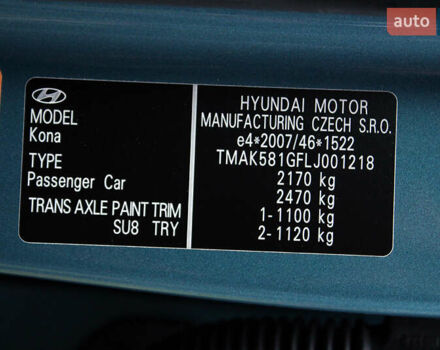 auto
MODEL
Kona
TYPE
Passenger Car
TRANS AXLE PAINT TRIM
SU8 TRY
HYUNDAI MOTOR
MANUFACTURING CZECH S.R.O.
e4*2007/46*1522
TMAK581GFLJ001218
2170 kg
2470 kg
1-1100 kg
2-1120 kg